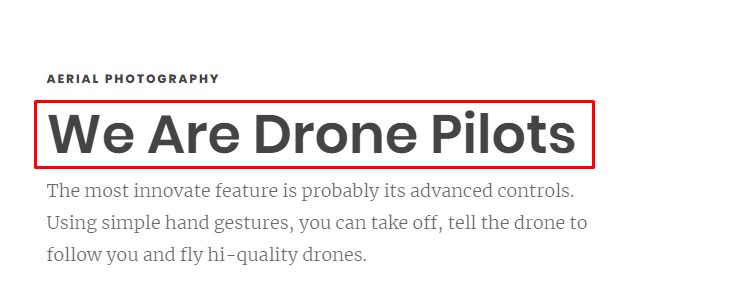 AERIAL PHOTOGRAPHY
We Are Drone Pilots
The most innovate feature is probably its advanced controls.
Using simple hand gestures, you can take off, tell the drone to
follow you and fly hi-quality drones.